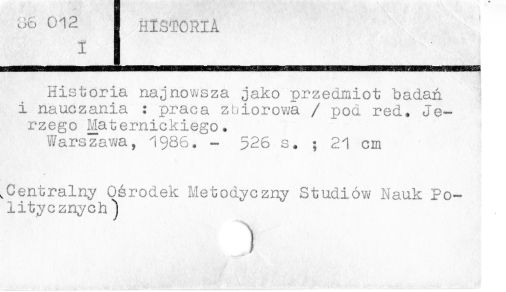 86 012
I
HISTORIA
Historia najnowsza jako przedmiot badań
i nauczania : praca zbiorowa / pod red. Je-
rzego Maternickiego.
Warszawa, 1986. - 526 s. ; 21 cm
(Centralny Ośrodek Metodyczny Studiów Nauk Po-
litycznych)